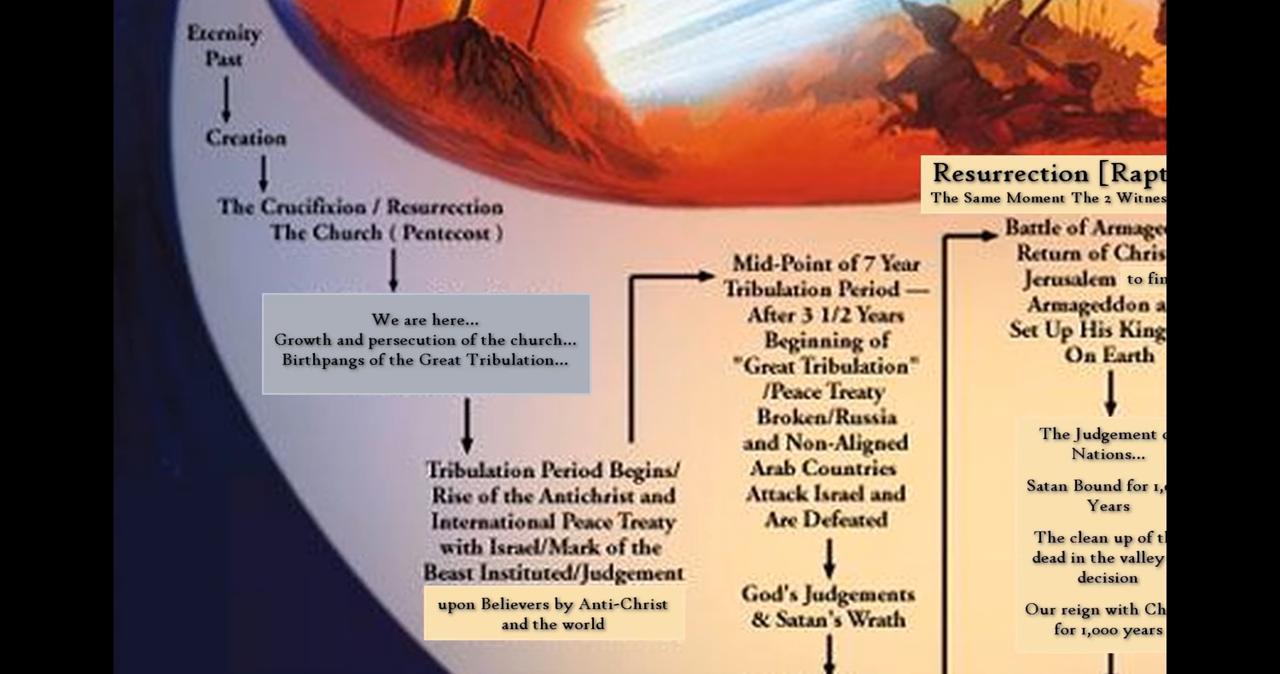 Eternity
Past
Creation
The Crucifixion / Resurrection
The Church ( Pentecost )
We are here...
Growth and persecution of the church...
Birthpangs of the Great Tribulation...
Tribulation Period Begins/
Rise of the Antichrist and
International Peace Treaty
with Israel/Mark of the
Beast Instituted/Judgement
upon Believers by Anti-Christ
and the world
Mid-Point of 7 Year
Tribulation Period —
After 3 1/2 Years
Beginning of
"Great Tribulation"
/Peace Treaty
Broken/Russia
and Non-Aligned
Arab Countries
Attack Israel and
Are Defeated
God's Judgements
& Satan's Wrath
Resurrection [Rapt
The Same Moment The 2 Witnes
Battle of Armage
Return of Chris
Jerusalem to fin
Armageddon a
Set Up His King
On Earth
The Judgement
Nations...
Satan Bound for 1,
Years
The clean up of t
dead in the valley
decision
Our reign with Ch
for 1,000 years